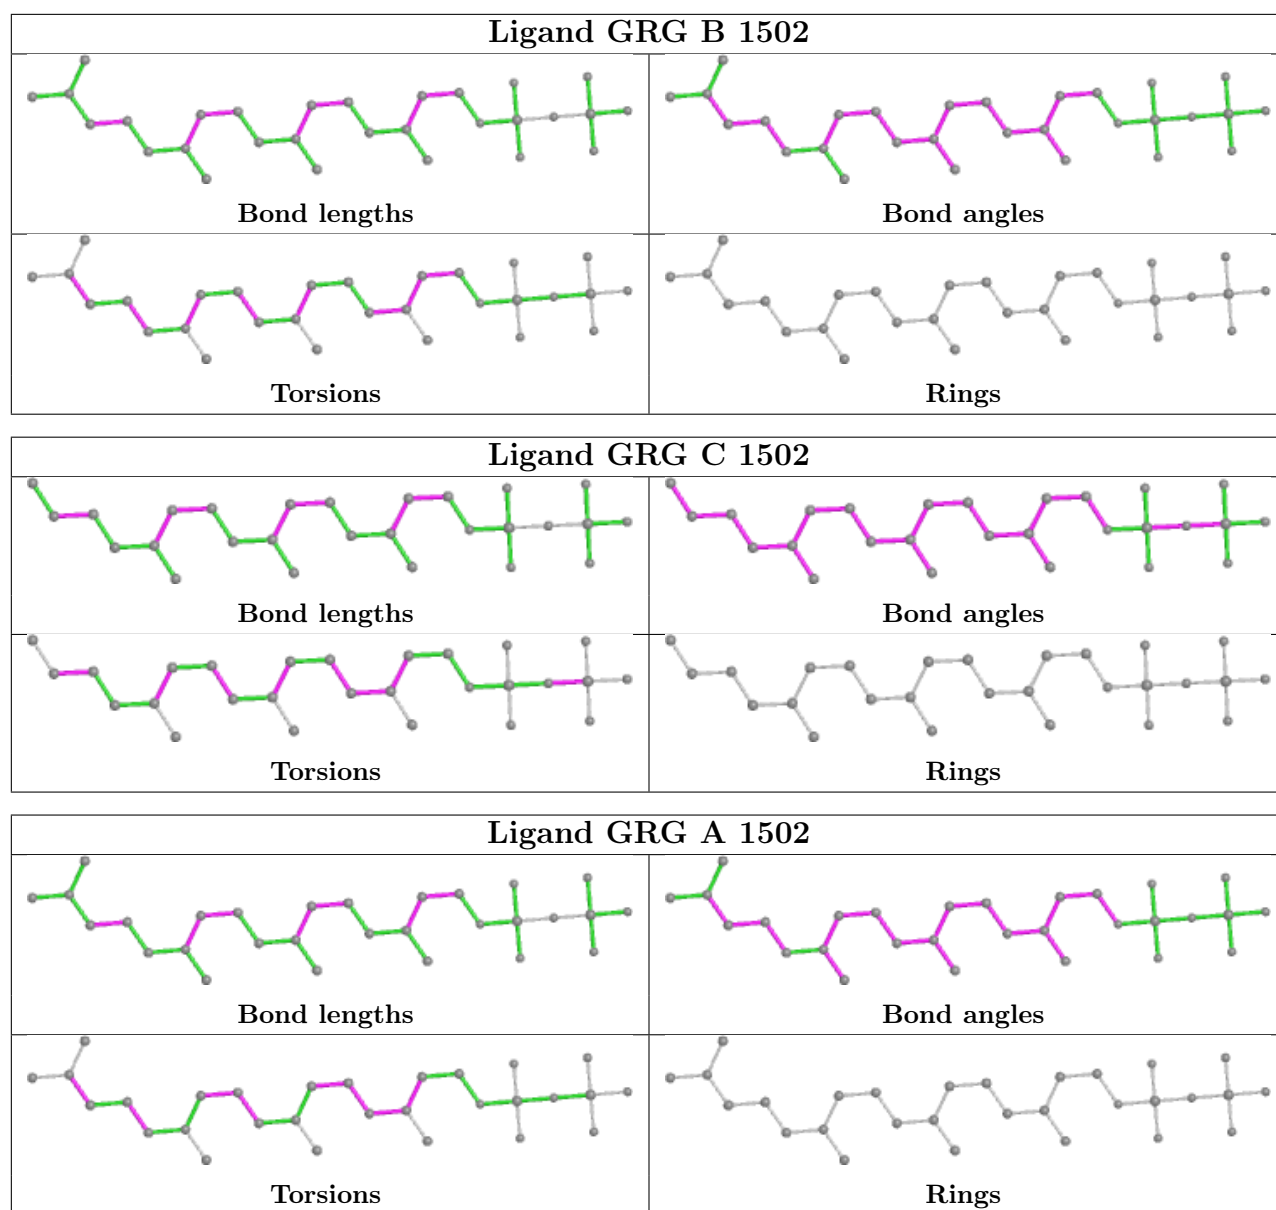 Ligand GRG B 1502
Bond lengths
Bond angles
Torsions
Rings
Ligand GRG C 1502
Bond lengths
Bond angles
Torsions
Rings
Ligand GRG A 1502
Bond lengths
Bond angles
Torsions
Rings